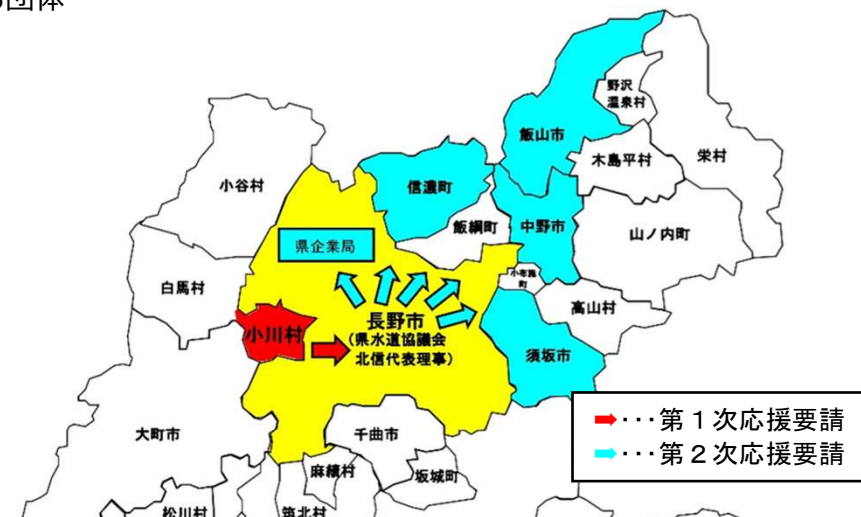 団体
野沢
温泉村
飯山市
木島平村
栄村
小谷村
信濃町
飯綱町
中野市
山ノ内町
県企業局
小布施
町
白馬村
高山村
長野市
(県水道協議会
北信代表理事)
小川村
須坂市
大町市
千曲市
麻績村
坂城町
松川村
筑北村
➡・・・第1次応援要請
➡・・・第2次応援要請